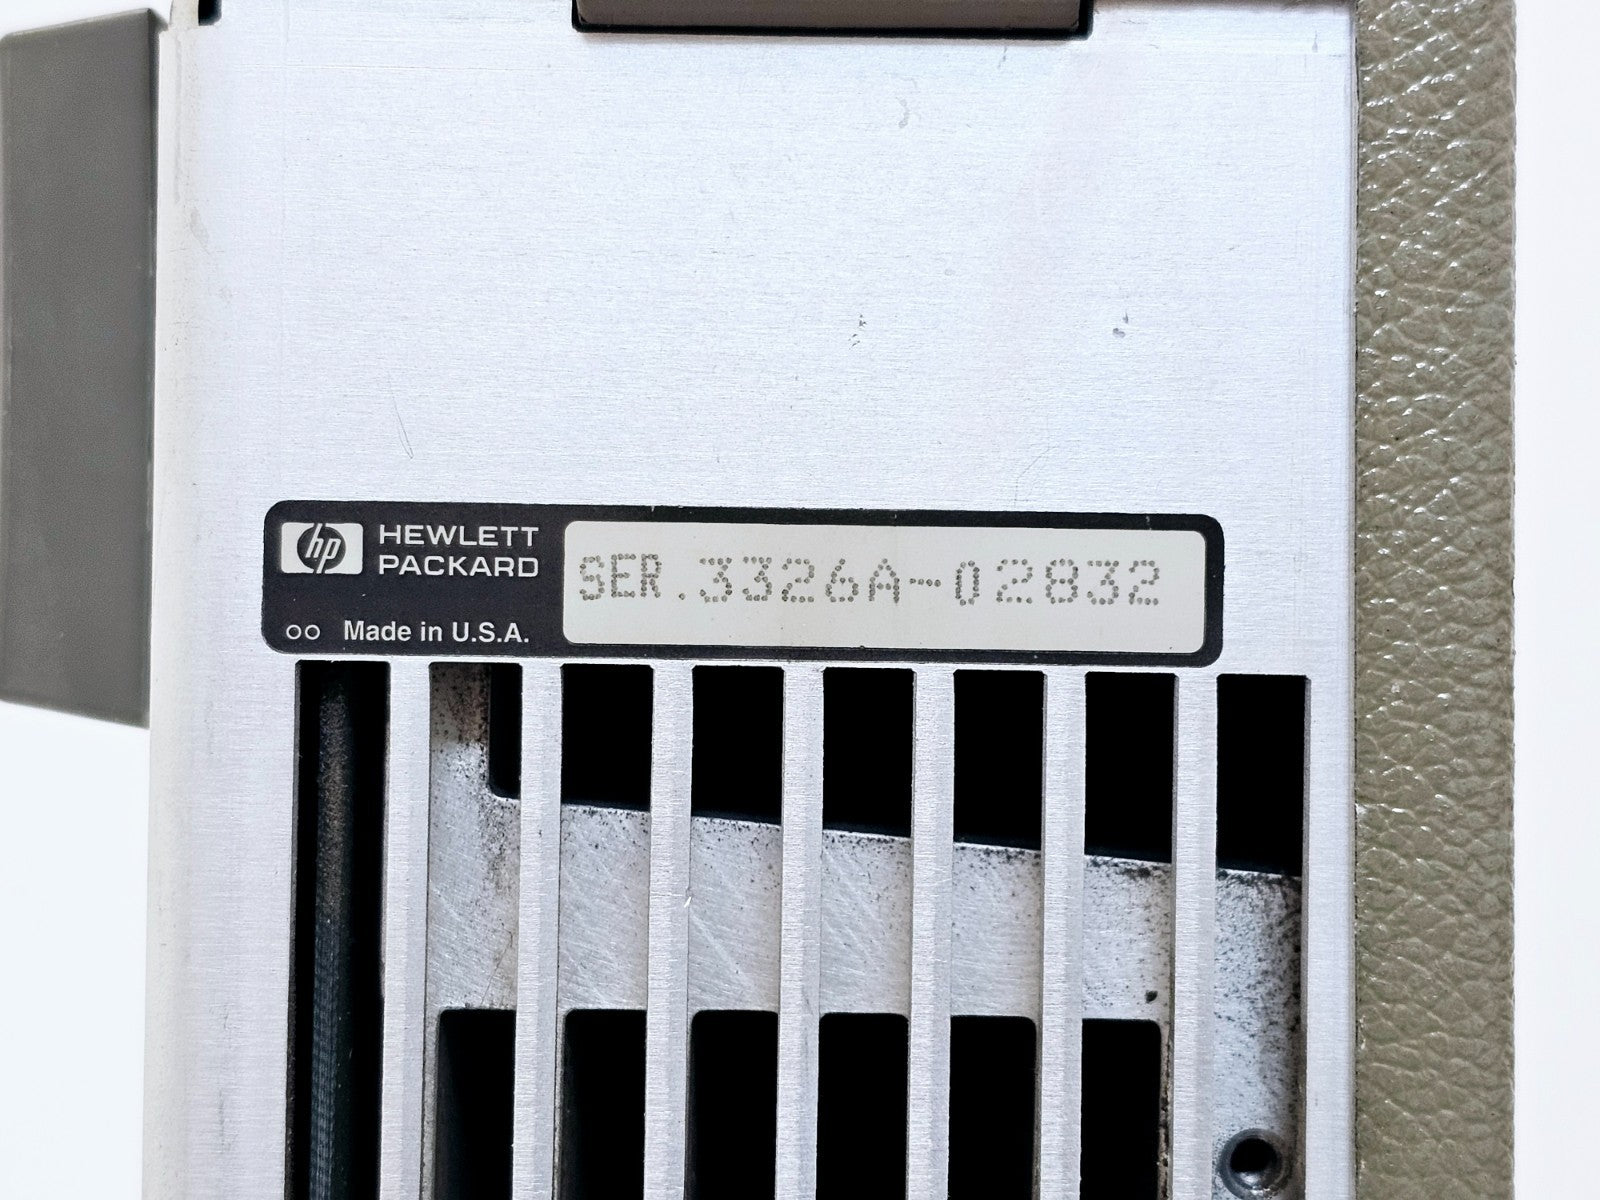 hp HEWLETT
PACKARD
Made in U.S.A.
SER.3326A-02832